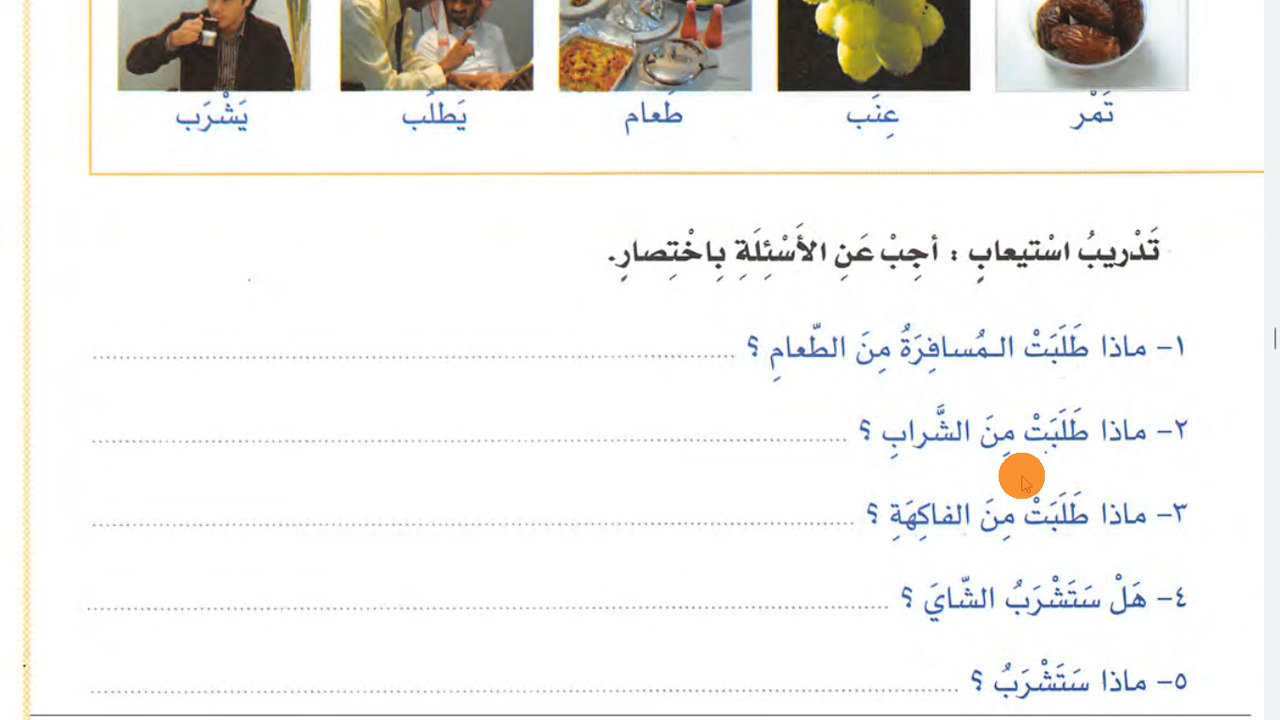 تَمْر عِنَب طَعام يَطلُب يَشْرَب
تَدْريبُ اسْتيعابٍ : أجِبْ عَنِ الأَسْئِلَةِ بِاخْتِصارٍ.
١- ماذا طَلَبَتْ الـمُسافِرَةُ مِنَ الطّعامِ ؟
٢- ماذا طَلَبَتْ مِنَ الشَّرابِ ؟
٣- ماذا طَلَبَتْ مِنَ الفاكِهَةِ ؟
٤- هَلْ سَتَشْرَبُ الشّايَ ؟
٥- ماذا سَتَشْرَبُ ؟